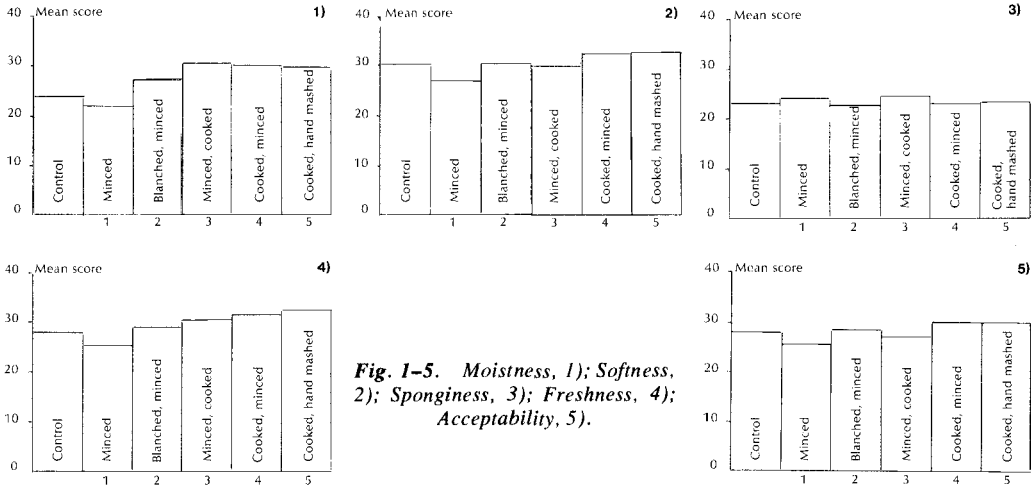 Mean score
1)
40
30
20
10
0
Control
Minced
Blanched, minced
Minced, cooked
Cooked, minced
Cooked, hand mashed
1 2 3 4 5
Mean score
2)
40
30
20
10
0
Control
Minced
Blanched, minced
Minced, cooked
Cooked, minced
Cooked, hand mashed
1 2 3 4 5
Mean score
3)
40
30
20
10
0
Control
Minced
Blanched, minced
Minced, cooked
Cooked, minced
Cooked,
hand mashed
1 2 3 4 5
Mean score
4)
40
30
20
10
0
Control
Minced
Blanched, minced
Minced, cooked
Cooked, minced
Cooked, hand mashed
1 2 3 4 5
Fig. 1–5. Moistness, 1); Softness,
2); Sponginess, 3); Freshness, 4);
Acceptability, 5).
Mean score
5)
40
30
20
10
0
Control
Minced
Blanched, minced
Minced, cooked
Cooked, minced
Cooked, hand mashed
1 2 3 4 5